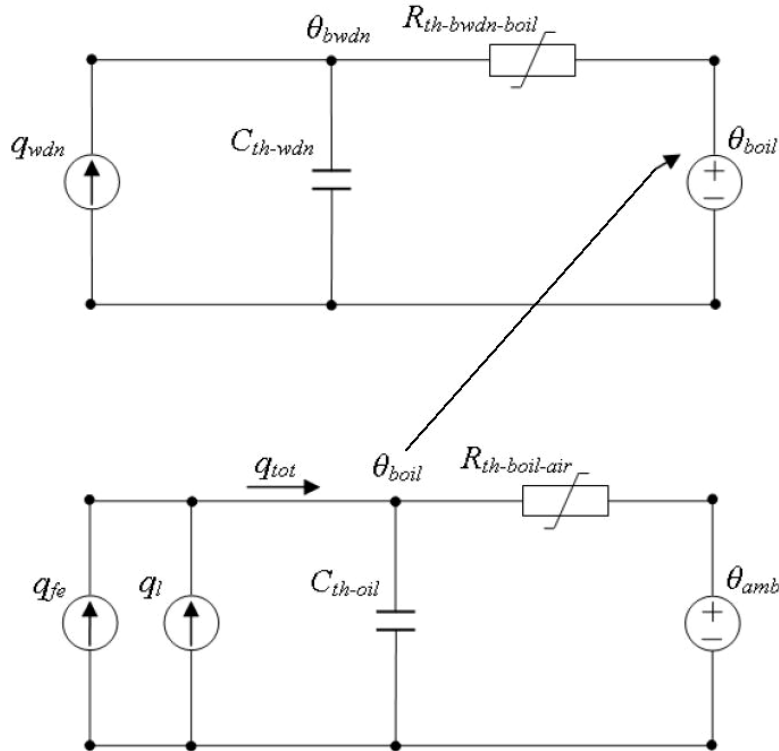 θbwdn
Rth-bwdn-boil
qwdn
Cth-wdn
θboil
+
−
qtot
θboil
Rth-boil-air
qfe
ql
Cth-oil
θamb
+
−